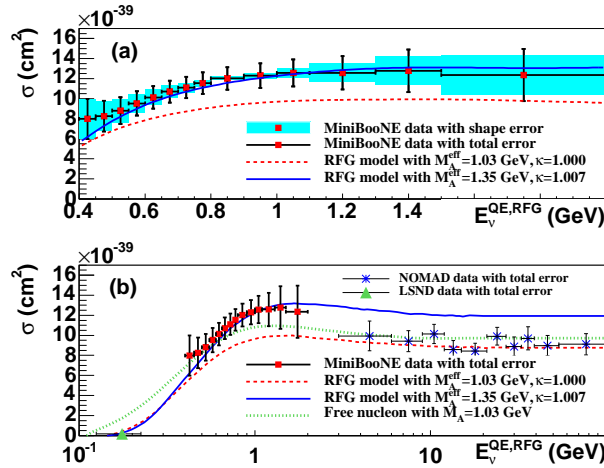 ×10⁻³⁹
σ (cm²)
16
14
12
10
8
6
4
2
0
(a)
MiniBooNE data with shape error
MiniBooNE data with total error
RFG model with M_A^eff=1.03 GeV,κ=1.000
RFG model with M_A^eff=1.35 GeV,κ=1.007
0.4 0.6 0.8 1 1.2 1.4
E_ν^QE,RFG (GeV)
×10⁻³⁹
σ (cm²)
16
14
12
10
8
6
4
2
0
(b)
NOMAD data with total error
LSND data with total error
MiniBooNE data with total error
RFG model with M_A^eff=1.03 GeV,κ=1.000
RFG model with M_A^eff=1.35 GeV,κ=1.007
Free nucleon with M_A=1.03 GeV
10⁻¹ 1 10
E_ν^QE,RFG (GeV)